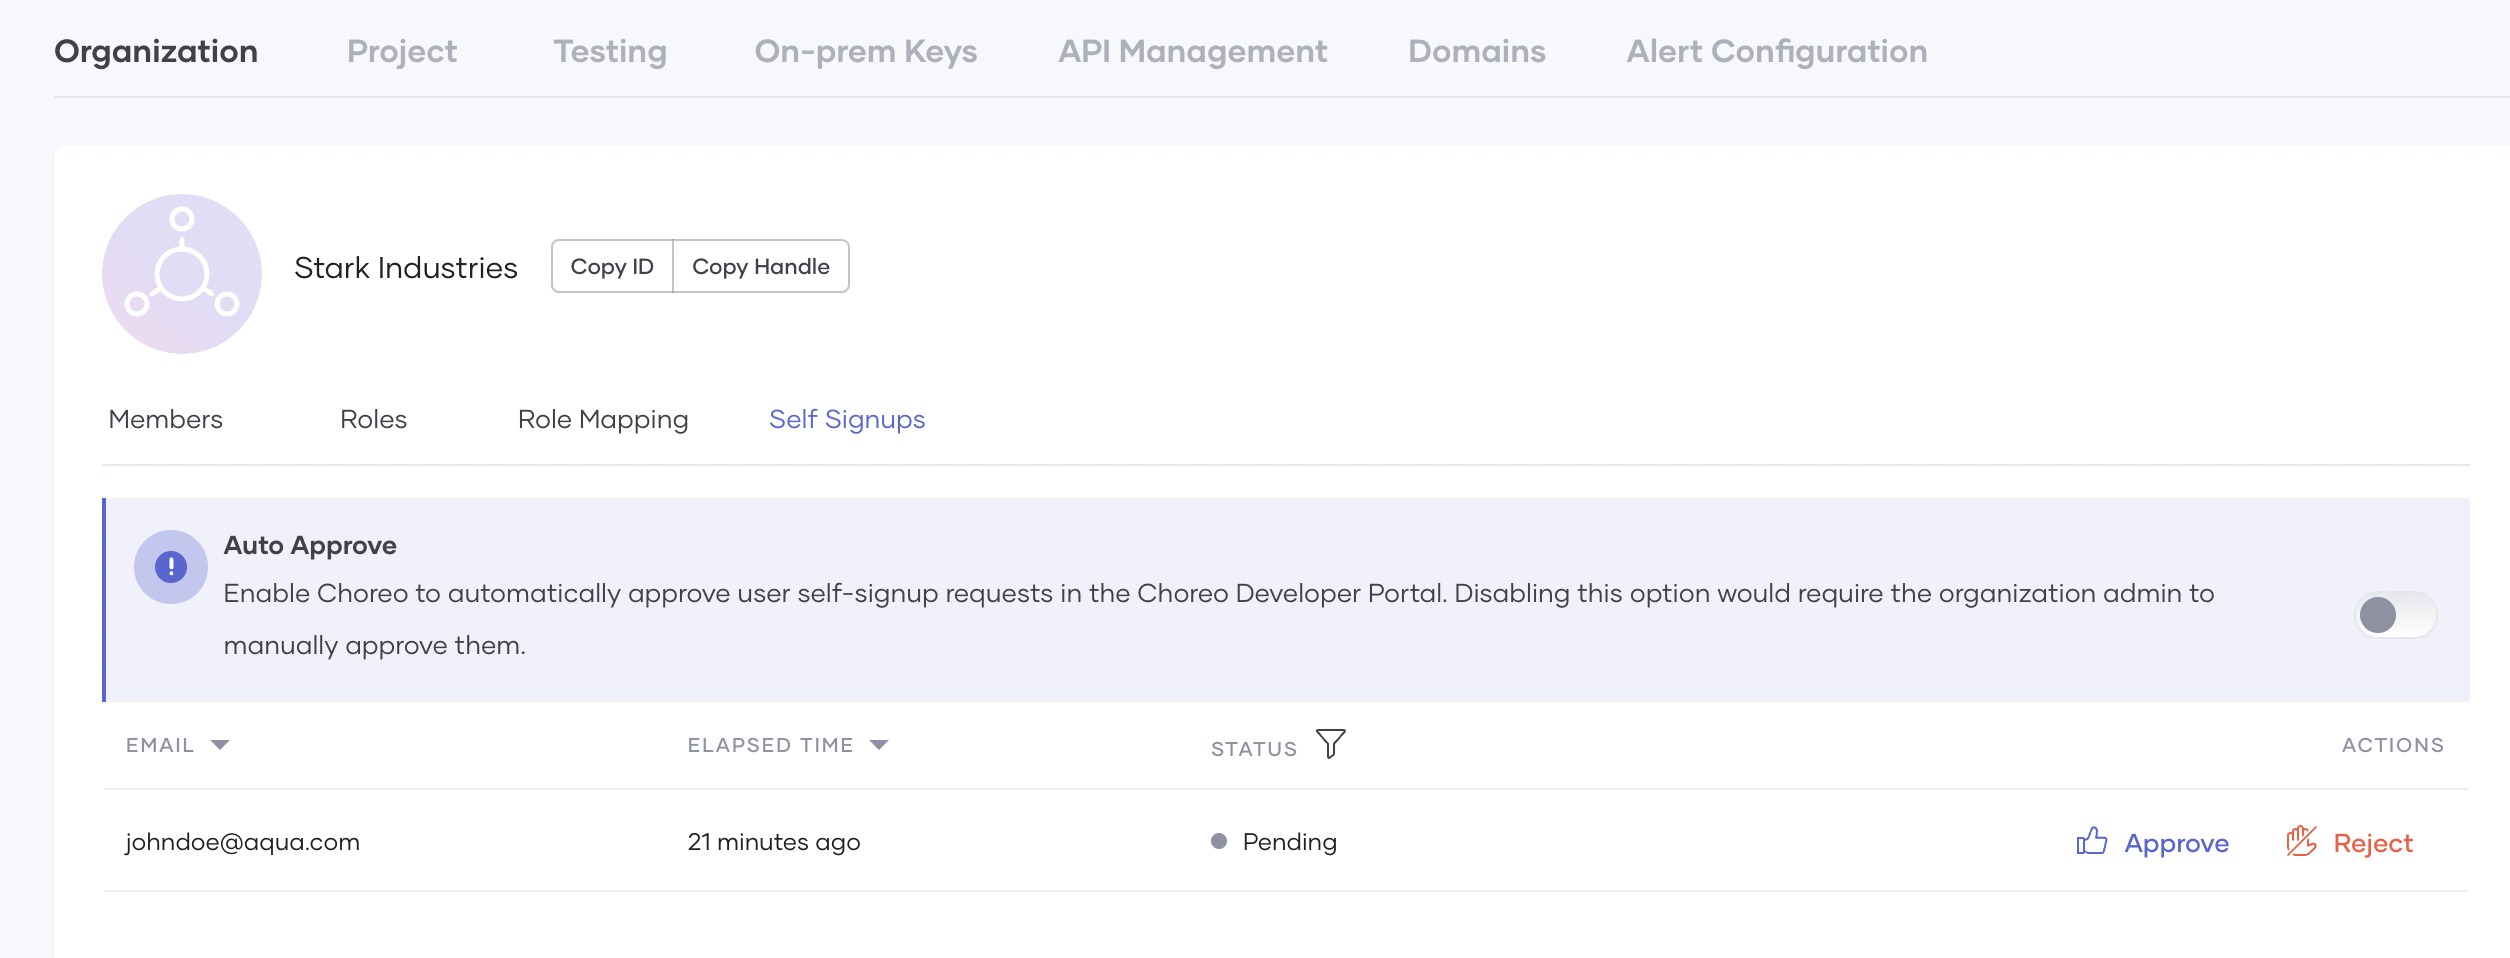 Organization Project Testing On-prem Keys API Management Domains Alert Configuration
Stark Industries Copy ID Copy Handle
Members Roles Role Mapping Self Signups
Auto Approve
Enable Choreo to automatically approve user self-signup requests in the Choreo Developer Portal. Disabling this option would require the organization admin to
manually approve them.
EMAIL ELAPSED TIME STATUS ACTIONS
johndoe@aqua.com 21 minutes ago Pending Approve Reject